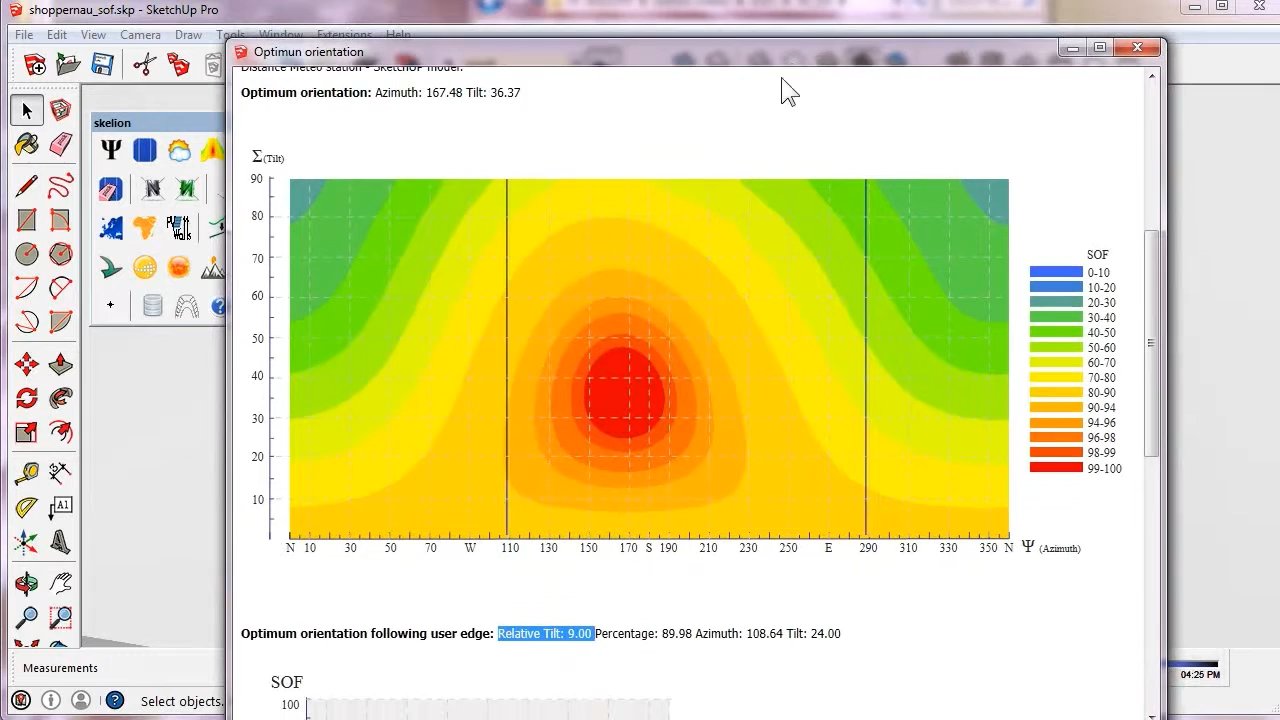 shoppernau_sof.skp - SketchUp Pro
File Edit View Camera Draw Tools Window Extensions Help
Optimun orientation
Distance Meteo station - SketchUP model:
Optimum orientation: Azimuth: 167.48 Tilt: 36.37
skelion
Σ(Tilt)
90
80
70
60
50
40
30
20
10
N 10 30 50 70 W 110 130 150 170 S 190 210 230 250 E 290 310 330 350 N Ψ (Azimuth)
SOF
0-10
10-20
20-30
30-40
40-50
50-60
60-70
70-80
80-90
90-94
94-96
96-98
98-99
99-100
Optimum orientation following user edge: Relative Tilt: 9.00 Percentage: 89.98 Azimuth: 108.64 Tilt: 24.00
SOF
100
Measurements
04:25 PM
Select objects.